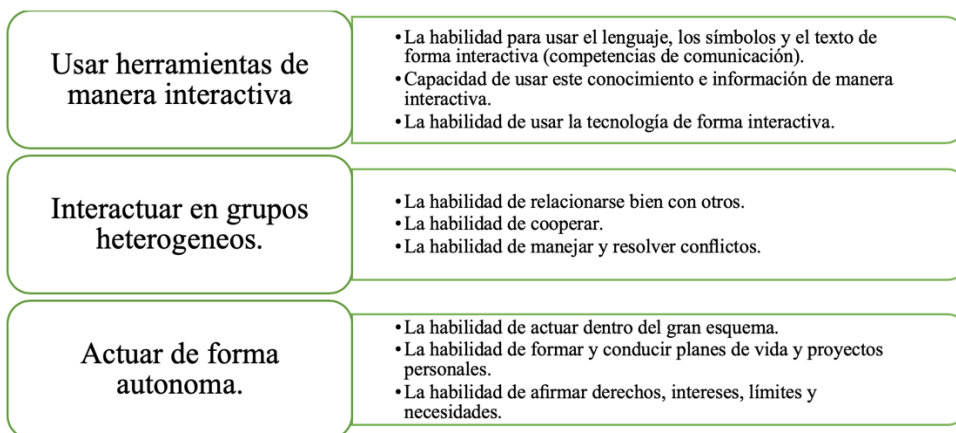 Usar herramientas de
manera interactiva
•La habilidad para usar el lenguaje, los símbolos y el texto de
forma interactiva (competencias de comunicación).
•Capacidad de usar este conocimiento e información de manera
interactiva.
•La habilidad de usar la tecnología de forma interactiva.
Interactuar en grupos
heterogeneos.
•La habilidad de relacionarse bien con otros.
•La habilidad de cooperar.
•La habilidad de manejar y resolver conflictos.
Actuar de forma
autonoma.
•La habilidad de actuar dentro del gran esquema.
•La habilidad de formar y conducir planes de vida y proyectos
personales.
•La habilidad de afirmar derechos, intereses, límites y
necesidades.